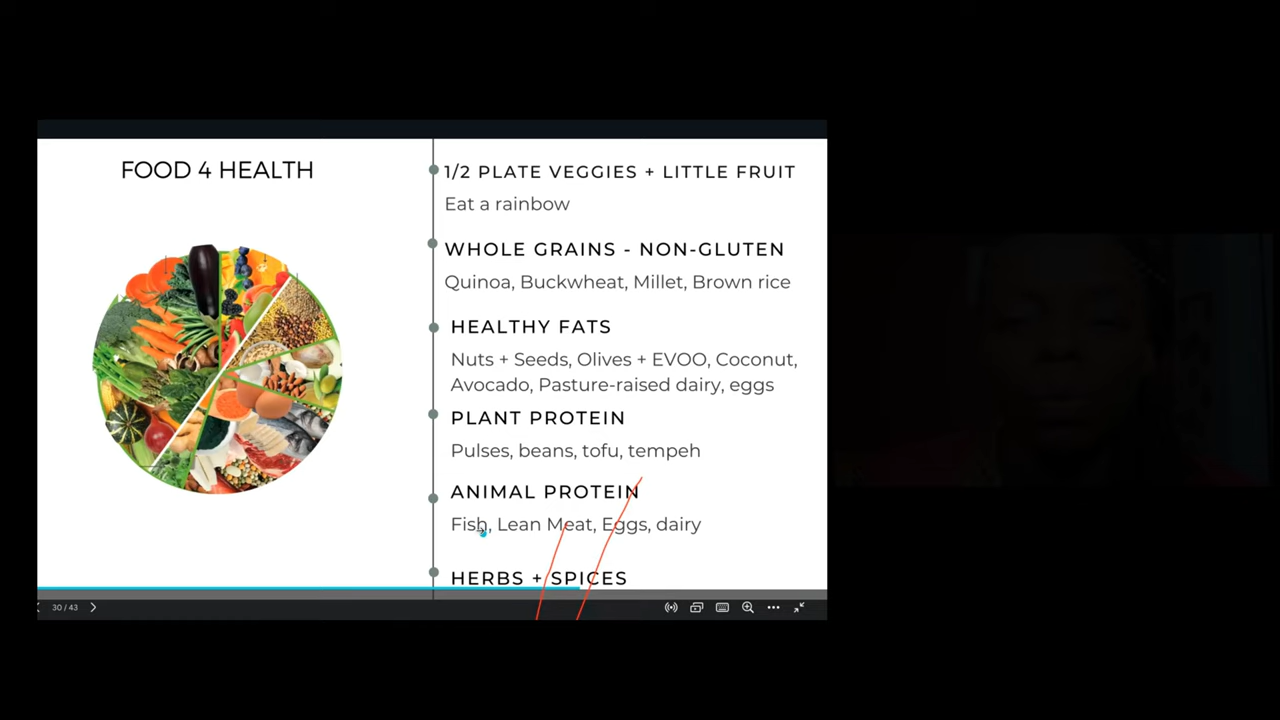 FOOD 4 HEALTH
1/2 PLATE VEGGIES + LITTLE FRUIT
Eat a rainbow
WHOLE GRAINS - NON-GLUTEN
Quinoa, Buckwheat, Millet, Brown rice
HEALTHY FATS
Nuts + Seeds, Olives + EVOO, Coconut,
Avocado, Pasture-raised dairy, eggs
PLANT PROTEIN
Pulses, beans, tofu, tempeh
ANIMAL PROTEIN
Fish, Lean Meat, Eggs, dairy
HERBS + SPICES
30 / 43